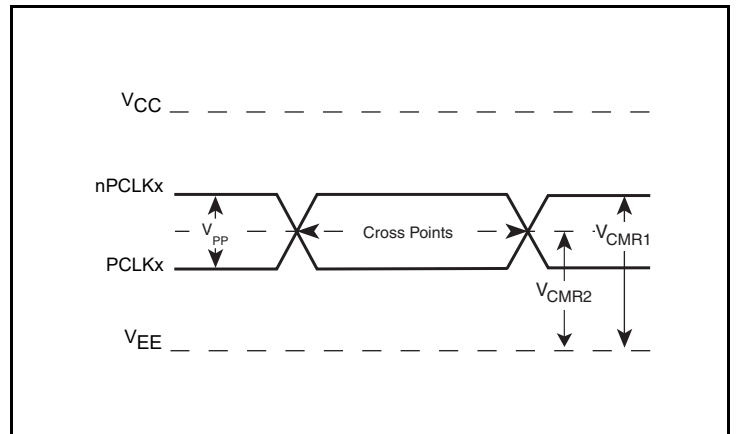 VCC
nPCLKx
VPP
Cross Points
VCMR1
PCLKx
VCMR2
VEE